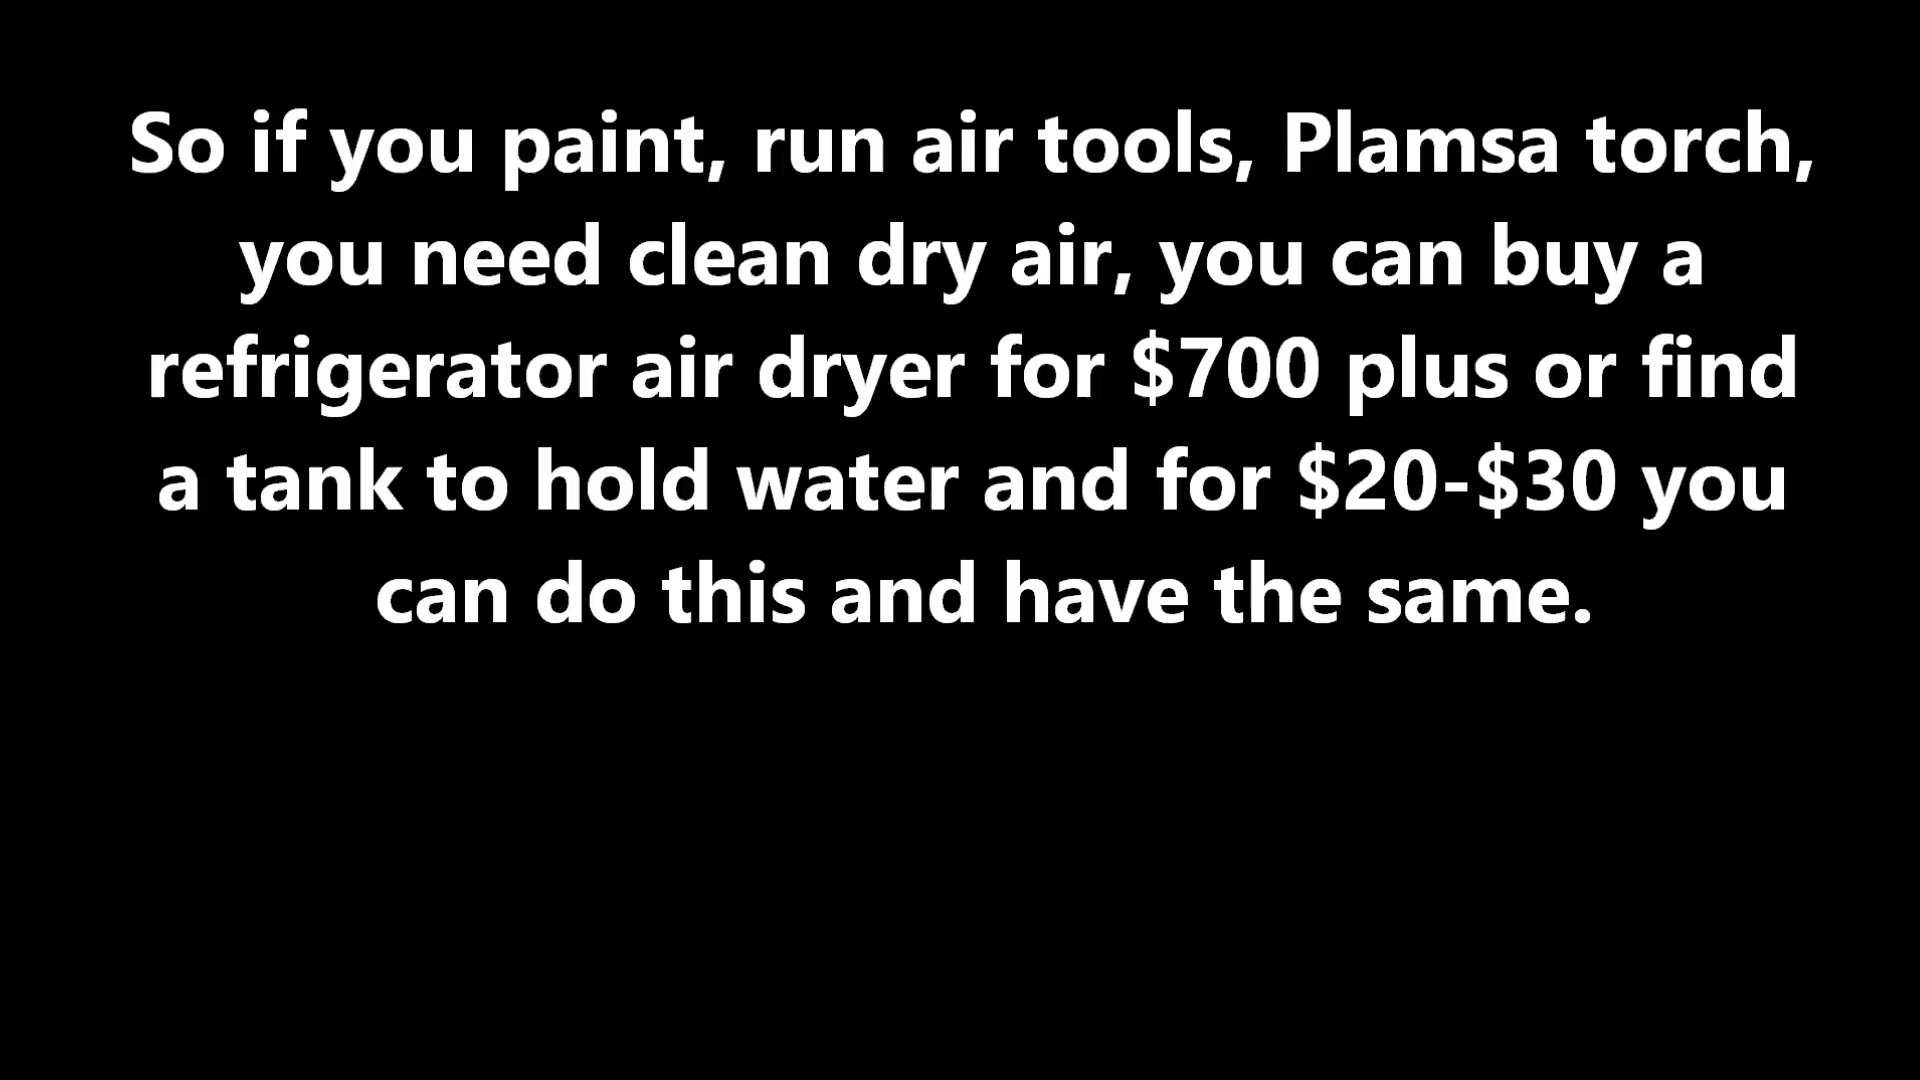 So if you paint, run air tools, Plamsa torch,
you need clean dry air, you can buy a
refrigerator air dryer for $700 plus or find
a tank to hold water and for $20-$30 you
can do this and have the same.